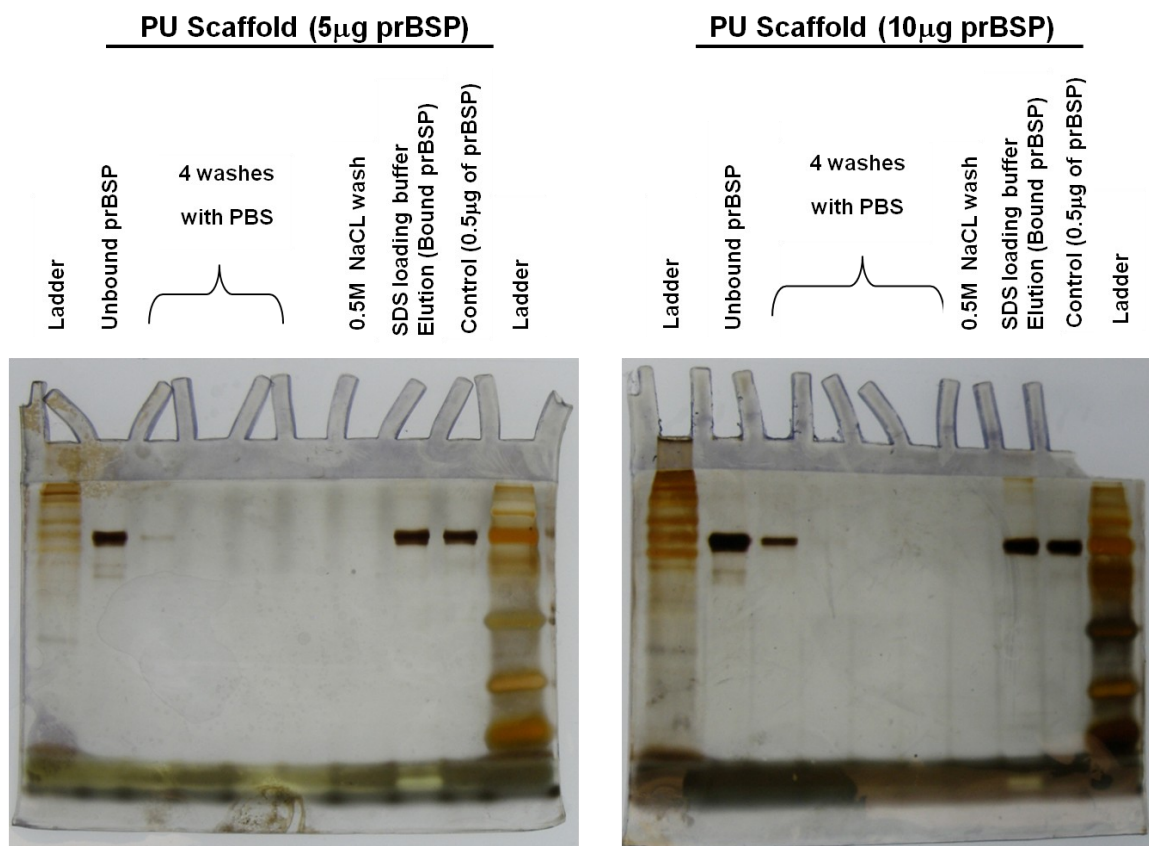 PU Scaffold (5µg prBSP)
Ladder
Unbound prBSP
4 washes
with PBS
0.5M NaCL wash
SDS loading buffer
Elution (Bound prBSP)
Control (0.5µg of prBSP)
Ladder
PU Scaffold (10µg prBSP)
Ladder
Unbound prBSP
4 washes
with PBS
0.5M NaCL wash
SDS loading buffer
Elution (Bound prBSP)
Control (0.5µg of prBSP)
Ladder